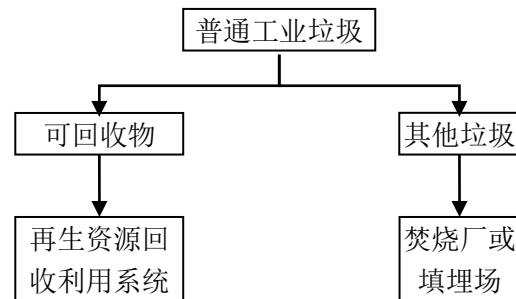 普通工业垃圾
可回收物
其他垃圾
再生资源回
收利用系统
焚烧厂或
填埋场